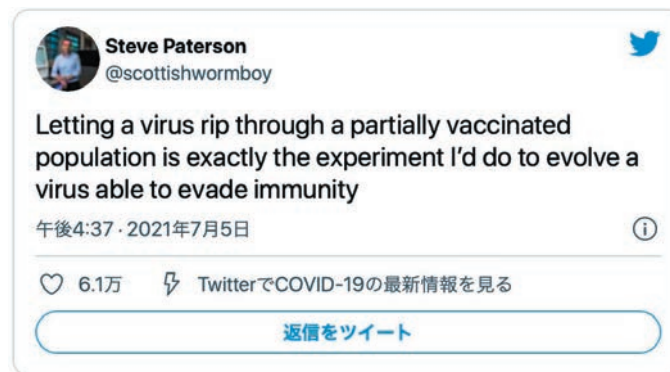 Steve Paterson
@scottishwormboy
Letting a virus rip through a partially vaccinated
population is exactly the experiment I'd do to evolve a
virus able to evade immunity
午後4:37 · 2021年7月5日
6.1万 TwitterでCOVID-19の最新情報を見る
返信をツイート